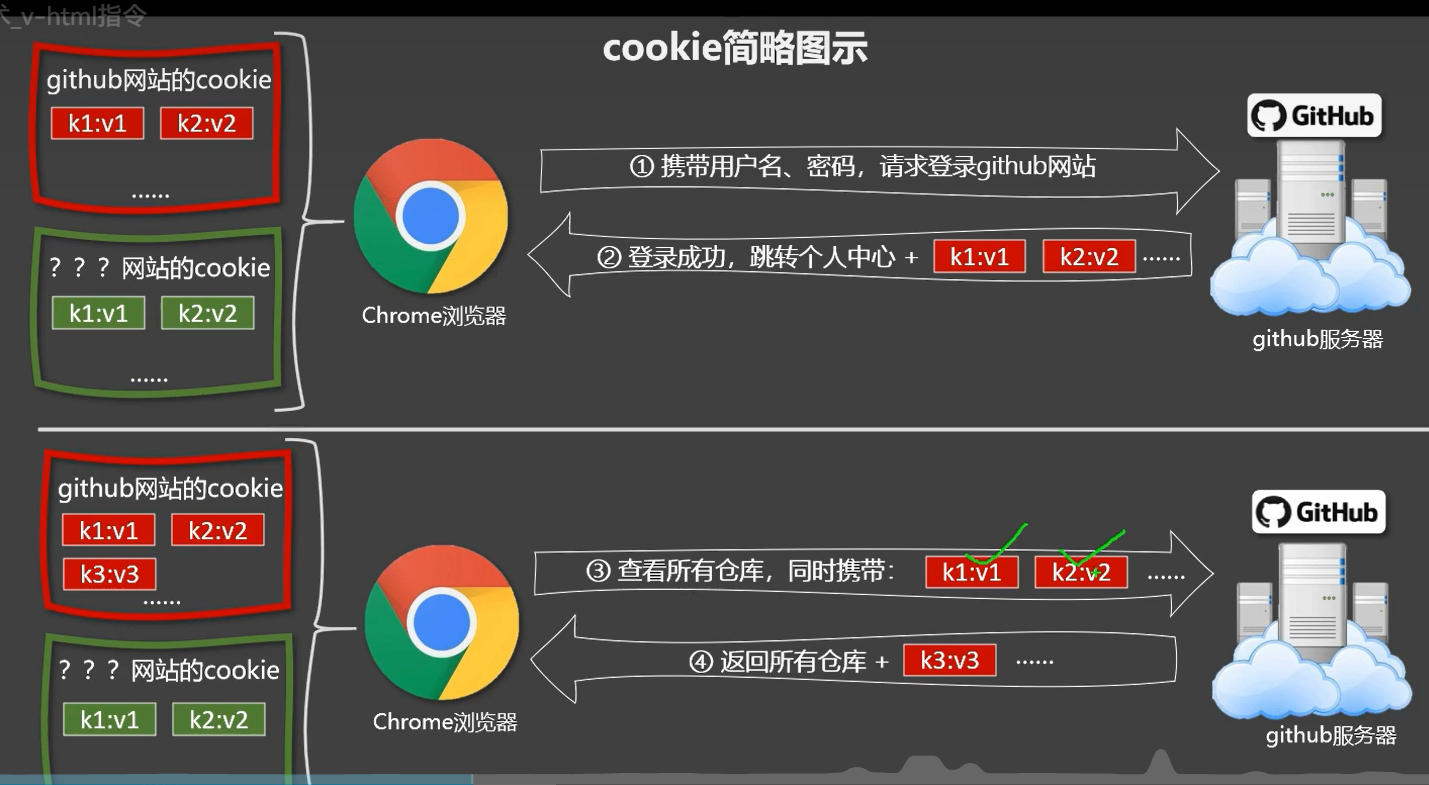 _v-html指令
cookie简略图示
github网站的cookie
k1:v1 k2:v2
......
？？？网站的cookie
k1:v1 k2:v2
......
Chrome浏览器
① 携带用户名、密码，请求登录github网站
② 登录成功，跳转个人中心 + k1:v1 k2:v2 ......
GitHub
github服务器
github网站的cookie
k1:v1 k2:v2
k3:v3
......
？？？网站的cookie
k1:v1 k2:v2
Chrome浏览器
③ 查看所有仓库，同时携带： k1:v1 k2:v2 ......
④ 返回所有仓库 + k3:v3 ......
GitHub
github服务器